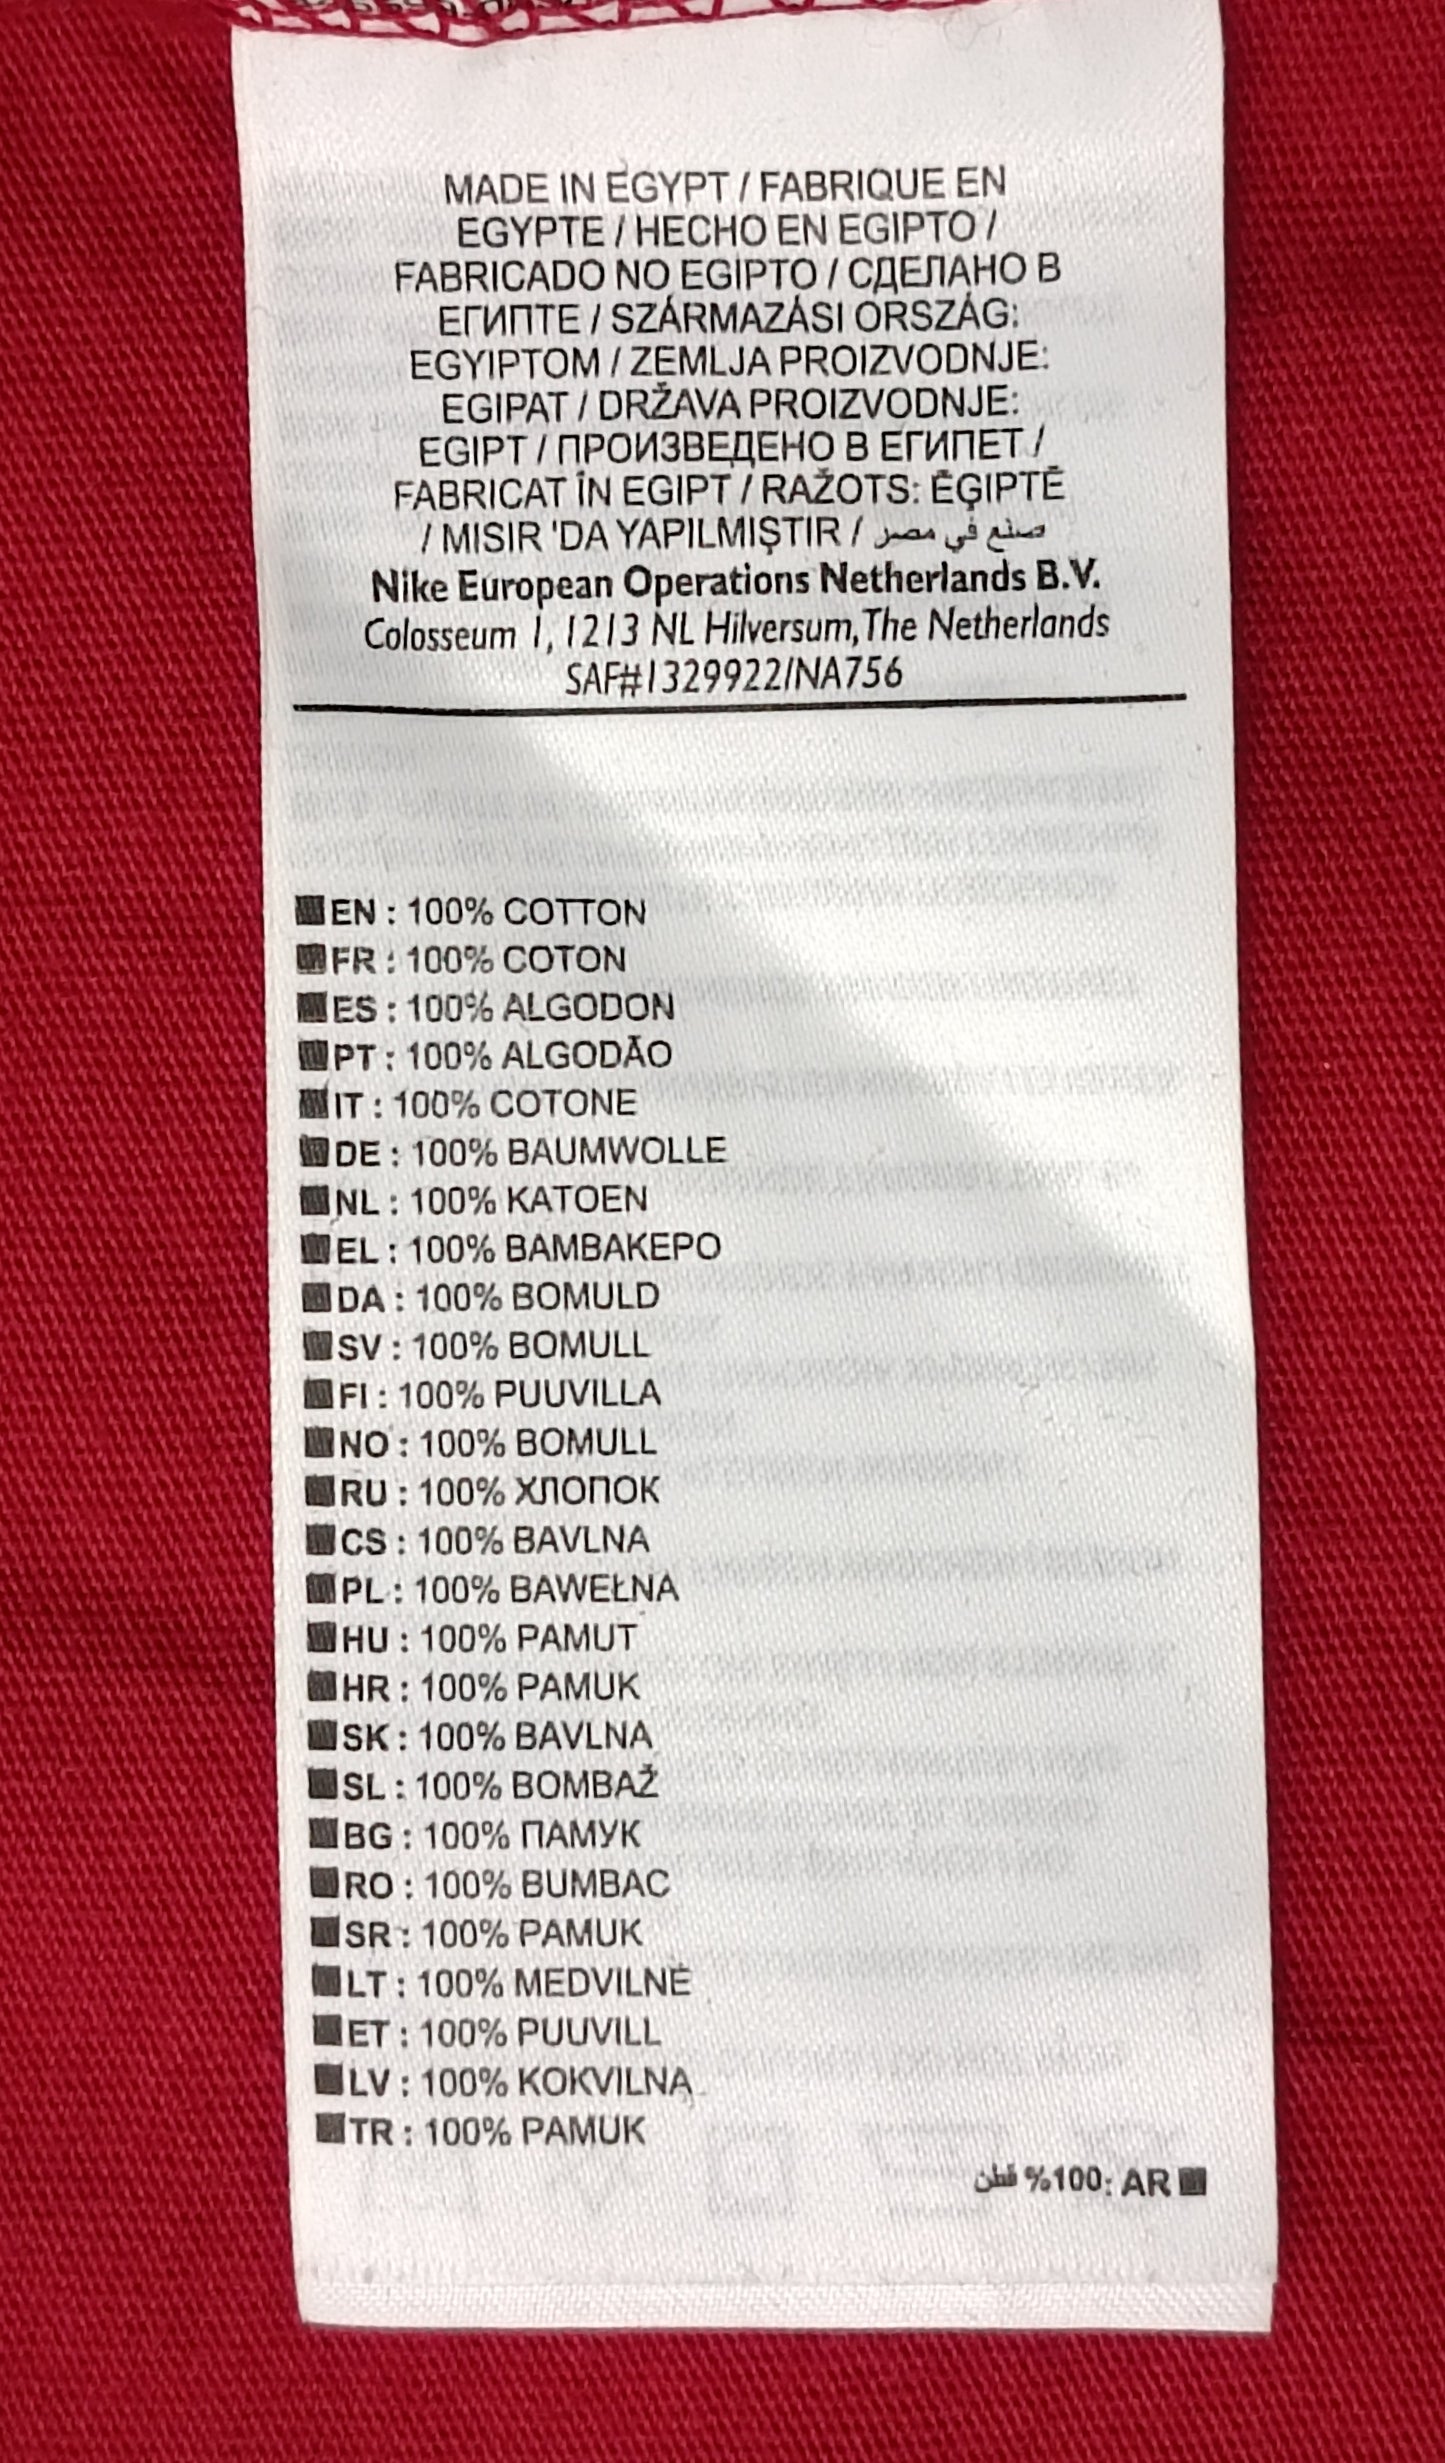 MADE IN EGYPT / FABRIQUE EN
EGYPTE / HECHO EN EGIPTO /
FABRICADO NO EGIPTO / СДЕЛАНО В
ЕГИПТЕ / SZÁRMAZÁSI ORSZÁG:
EGYIPTOM / ZEMLJA PROIZVODNJE:
EGIPAT / DRŽAVA PROIZVODNJE:
EGIPT / ПРОИЗВЕДЕНО В ЕГИПЕТ /
FABRICAT ÎN EGIPT / RAŽOTS: ĒĢIPTĒ
/ MISIR 'DA YAPILMIŞTIR / صنع في مصر
Nike European Operations Netherlands B.V.
Colosseum 1, 1213 NL Hilversum, The Netherlands
SAF#1329922/NA756
■EN : 100% COTTON
■FR : 100% COTON
■ES : 100% ALGODON
■PT : 100% ALGODÃO
■IT : 100% COTONE
■DE : 100% BAUMWOLLE
■NL : 100% KATOEN
■EL : 100% ΒΑΜΒΑΚΕΡΟ
■DA : 100% BOMULD
■SV : 100% BOMULL
■FI : 100% PUUVILLA
■NO : 100% BOMULL
■RU : 100% ХЛОПОК
■CS : 100% BAVLNA
■PL : 100% BAWEŁNA
■HU : 100% PAMUT
■HR : 100% PAMUK
■SK : 100% BAVLNA
■SL : 100% BOMBAŽ
■BG : 100% ПАМУК
■RO : 100% BUMBAC
■SR : 100% PAMUK
■LT : 100% MEDVILNĖ
■ET : 100% PUUVILL
■LV : 100% KOKVILNA
■TR : 100% PAMUK
■AR :100% قطن